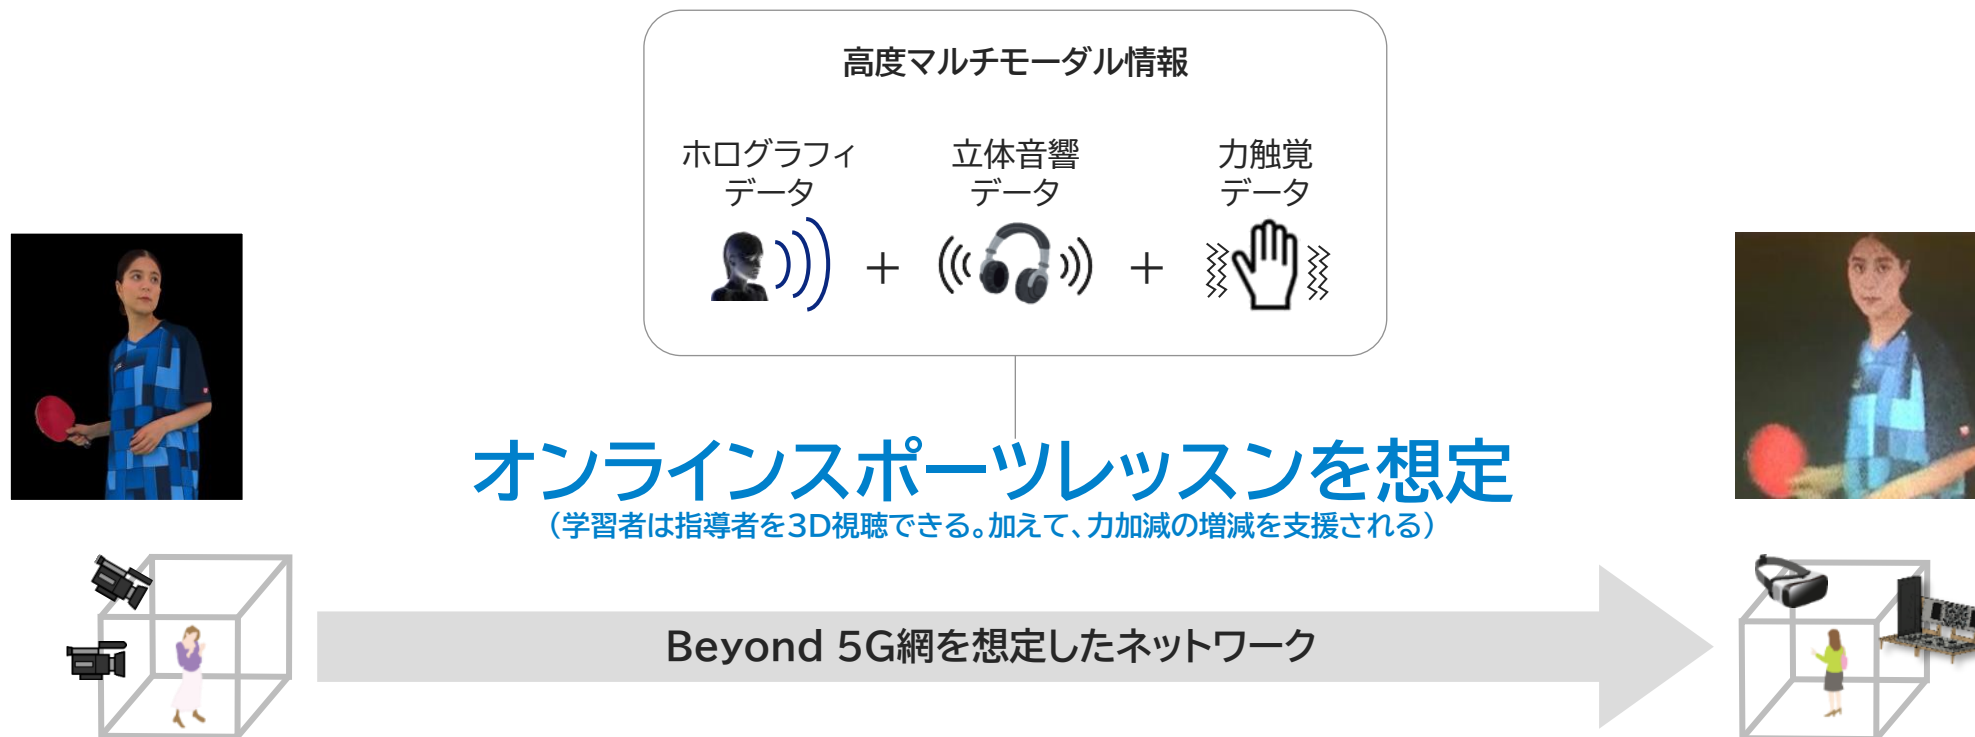 高度マルチモーダル情報
ホログラフィ
データ
立体音響
データ
力触覚
データ
オンラインスポーツレッスンを想定
（学習者は指導者を3D視聴できる。加えて、力加減の増減を支援される）
Beyond 5G網を想定したネットワーク